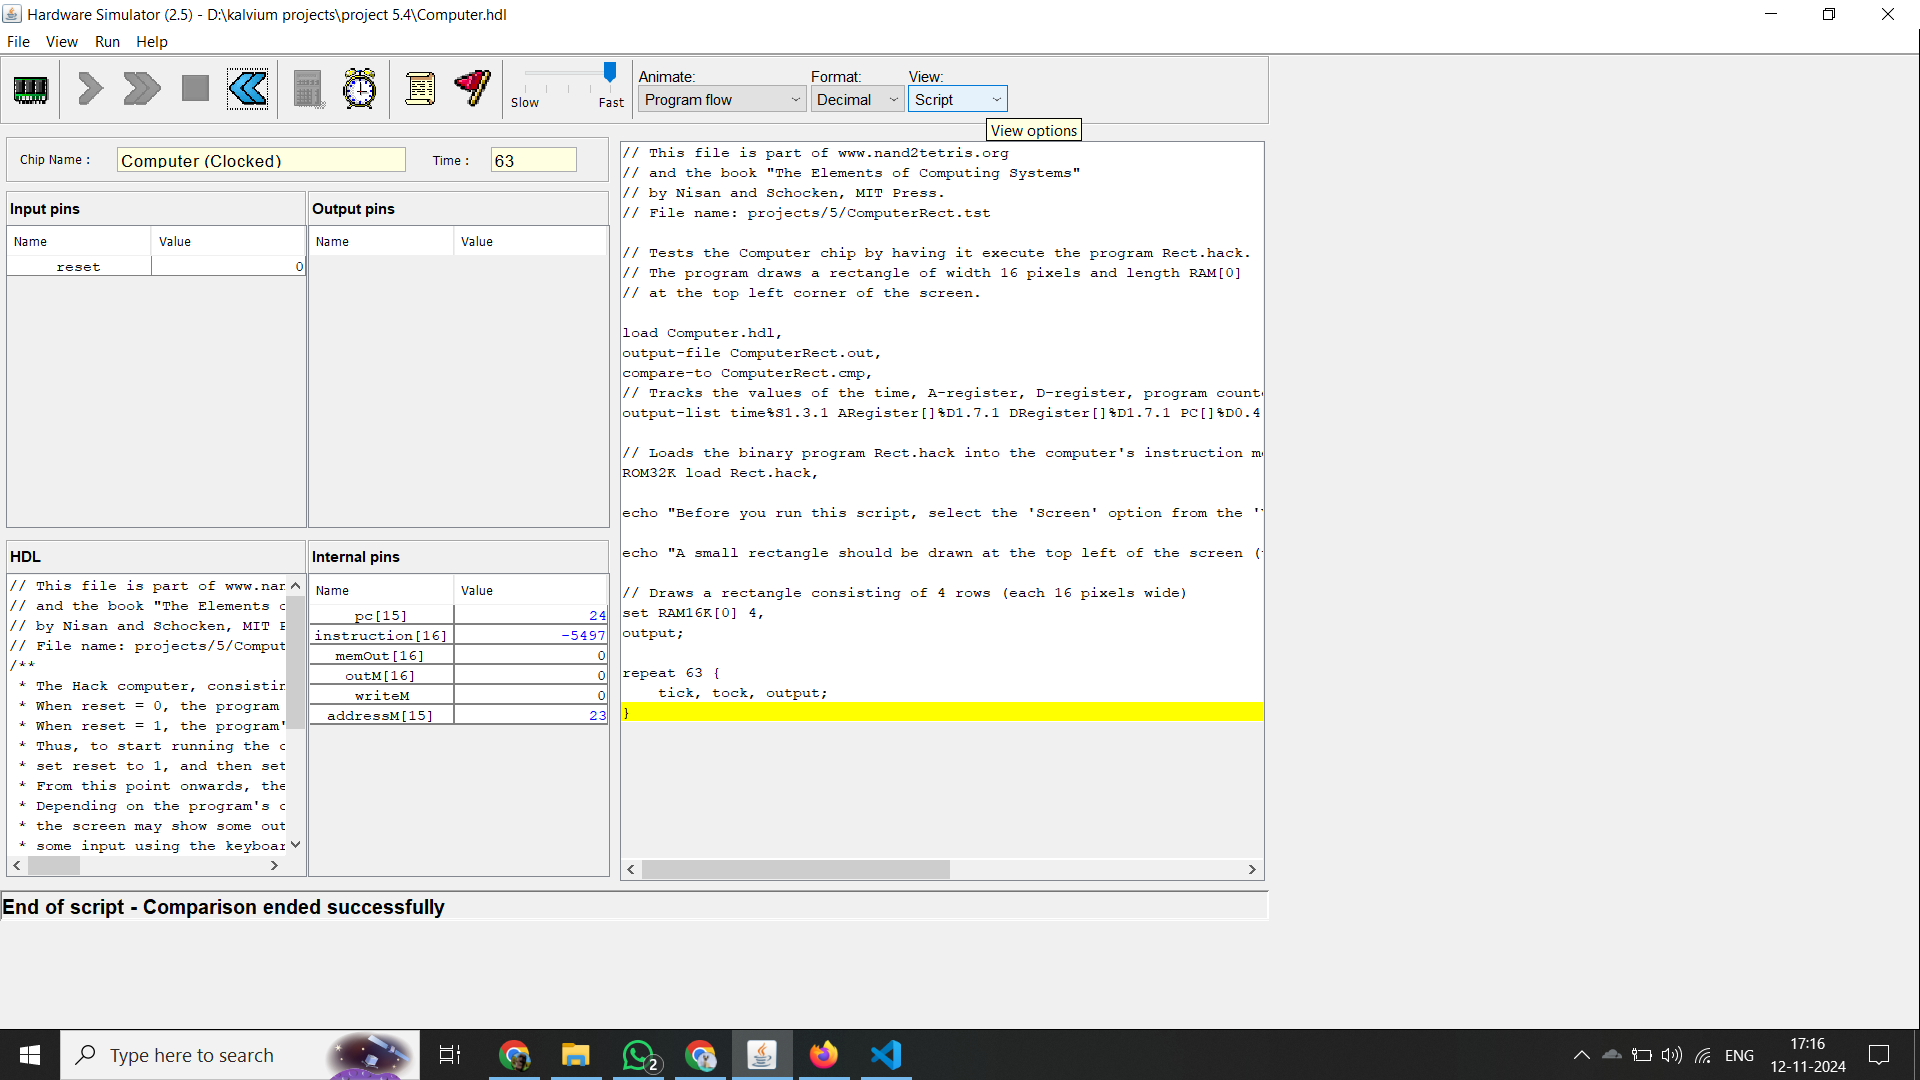 Hardware Simulator (2.5) - D:\kalvium projects\project 5.4\Computer.hdl
File View Run Help
Slow Fast
Animate: Format: View:
Program flow Decimal Script
View options
Chip Name : Computer (Clocked) Time : 63
Input pins
Name Value
reset 0
Output pins
Name Value
HDL
// This file is part of www.nan
// and the book "The Elements o
// by Nisan and Schocken, MIT P
// File name: projects/5/Comput
/**
* The Hack computer, consistin
* When reset = 0, the program
* When reset = 1, the program'
* Thus, to start running the c
* set reset to 1, and then set
* From this point onwards, the
* Depending on the program's c
* the screen may show some out
* some input using the keyboar
Internal pins
Name Value
pc[15] 24
instruction[16] -5497
memOut[16] 0
outM[16] 0
writeM 0
addressM[15] 23
// This file is part of www.nand2tetris.org
// and the book "The Elements of Computing Systems"
// by Nisan and Schocken, MIT Press.
// File name: projects/5/ComputerRect.tst
// Tests the Computer chip by having it execute the program Rect.hack.
// The program draws a rectangle of width 16 pixels and length RAM[0]
// at the top left corner of the screen.
load Computer.hdl,
output-file ComputerRect.out,
compare-to ComputerRect.cmp,
// Tracks the values of the time, A-register, D-register, program count
output-list time%S1.3.1 ARegister[]%D1.7.1 DRegister[]%D1.7.1 PC[]%D0.4
// Loads the binary program Rect.hack into the computer's instruction m
ROM32K load Rect.hack,
echo "Before you run this script, select the 'Screen' option from the '
echo "A small rectangle should be drawn at the top left of the screen (
// Draws a rectangle consisting of 4 rows (each 16 pixels wide)
set RAM16K[0] 4,
output;
repeat 63 {
tick, tock, output;
}
End of script - Comparison ended successfully
Type here to search
2
ENG
17:16
12-11-2024